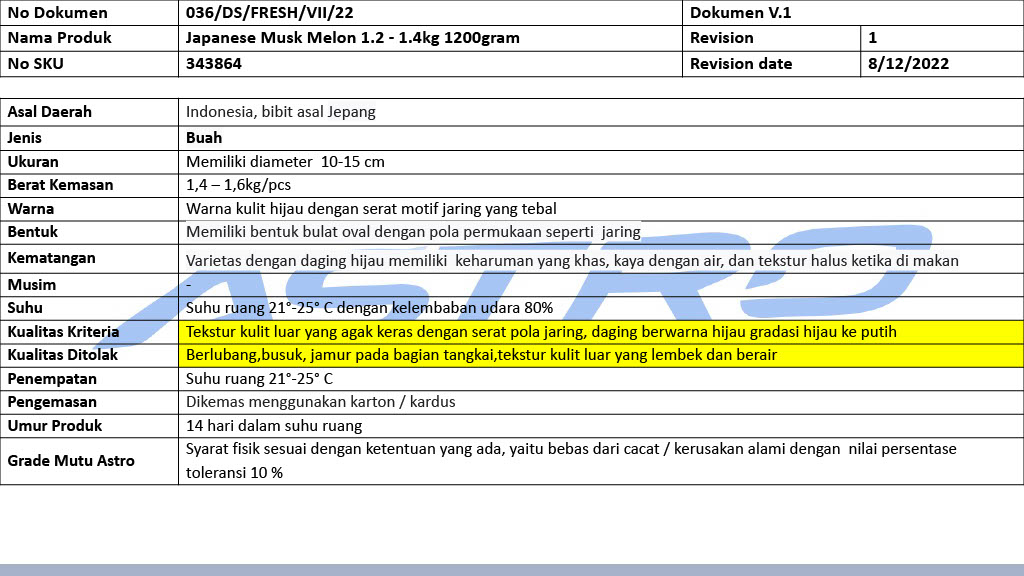 No Dokumen 036/DS/FRESH/VII/22 Dokumen V.1
Nama Produk Japanese Musk Melon 1.2 - 1.4kg 1200gram Revision 1
No SKU 343864 Revision date 8/12/2022
Asal Daerah Indonesia, bibit asal Jepang
Jenis Buah
Ukuran Memiliki diameter  10-15 cm
Berat Kemasan 1,4 – 1,6kg/pcs
Warna Warna kulit hijau dengan serat motif jaring yang tebal
Bentuk Memiliki bentuk bulat oval dengan pola permukaan seperti  jaring
Kematangan Varietas dengan daging hijau memiliki  keharuman yang khas, kaya dengan air, dan tekstur halus ketika di makan
Musim -
Suhu Suhu ruang 21°-25° C dengan kelembaban udara 80%
Kualitas Kriteria Tekstur kulit luar yang agak keras dengan serat pola jaring, daging berwarna hijau gradasi hijau ke putih
Kualitas Ditolak Berlubang,busuk, jamur pada bagian tangkai,tekstur kulit luar yang lembek dan berair
Penempatan Suhu ruang 21°-25° C
Pengemasan Dikemas menggunakan karton / kardus
Umur Produk 14 hari dalam suhu ruang
Grade Mutu Astro Syarat fisik sesuai dengan ketentuan yang ada, yaitu bebas dari cacat / kerusakan alami dengan  nilai persentase
toleransi 10 %
ASTRO